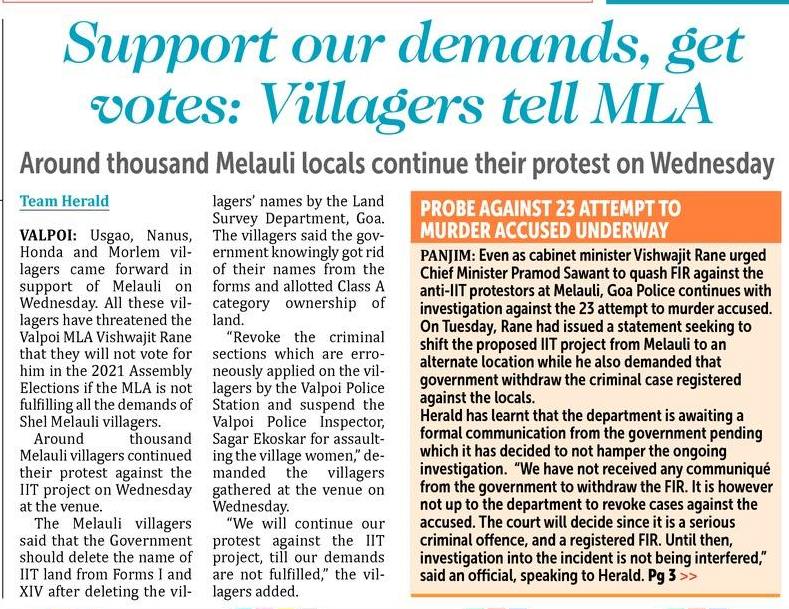 Support our demands, get
votes: Villagers tell MLA
Around thousand Melauli locals continue their protest on Wednesday
Team Herald
VALPOI: Usgao, Nanus,
Honda and Morlem vil-
lagers came forward in
support of Melauli on
Wednesday. All these vil-
lagers have threatened the
Valpoi MLA Vishwajit Rane
that they will not vote for
him in the 2021 Assembly
Elections if the MLA is not
fulfilling all the demands of
Shel Melauli villagers.
Around thousand
Melauli villagers continued
their protest against the
IIT project on Wednesday
at the venue.
The Melauli villagers
said that the Government
should delete the name of
IIT land from Forms I and
XIV after deleting the vil-
lagers’ names by the Land
Survey Department, Goa.
The villagers said the gov-
ernment knowingly got rid
of their names from the
forms and allotted Class A
category ownership of
land.
“Revoke the criminal
sections which are erro-
neously applied on the vil-
lagers by the Valpoi Police
Station and suspend the
Valpoi Police Inspector,
Sagar Ekoskar for assault-
ing the village women,” de-
manded the villagers
gathered at the venue on
Wednesday.
“We will continue our
protest against the IIT
project, till our demands
are not fulfilled,” the vil-
lagers added.
PROBE AGAINST 23 ATTEMPT TO
MURDER ACCUSED UNDERWAY
PANJIM: Even as cabinet minister Vishwajit Rane urged
Chief Minister Pramod Sawant to quash FIR against the
anti-IIT protestors at Melauli, Goa Police continues with
investigation against the 23 attempt to murder accused.
On Tuesday, Rane had issued a statement seeking to
shift the proposed IIT project from Melauli to an
alternate location while he also demanded that
government withdraw the criminal case registered
against the locals.
Herald has learnt that the department is awaiting a
formal communication from the government pending
which it has decided to not hamper the ongoing
investigation. “We have not received any communiqué
from the government to withdraw the FIR. It is however
not up to the department to revoke cases against the
accused. The court will decide since it is a serious
criminal offence, and a registered FIR. Until then,
investigation into the incident is not being interfered,”
said an official, speaking to Herald. Pg 3 >>